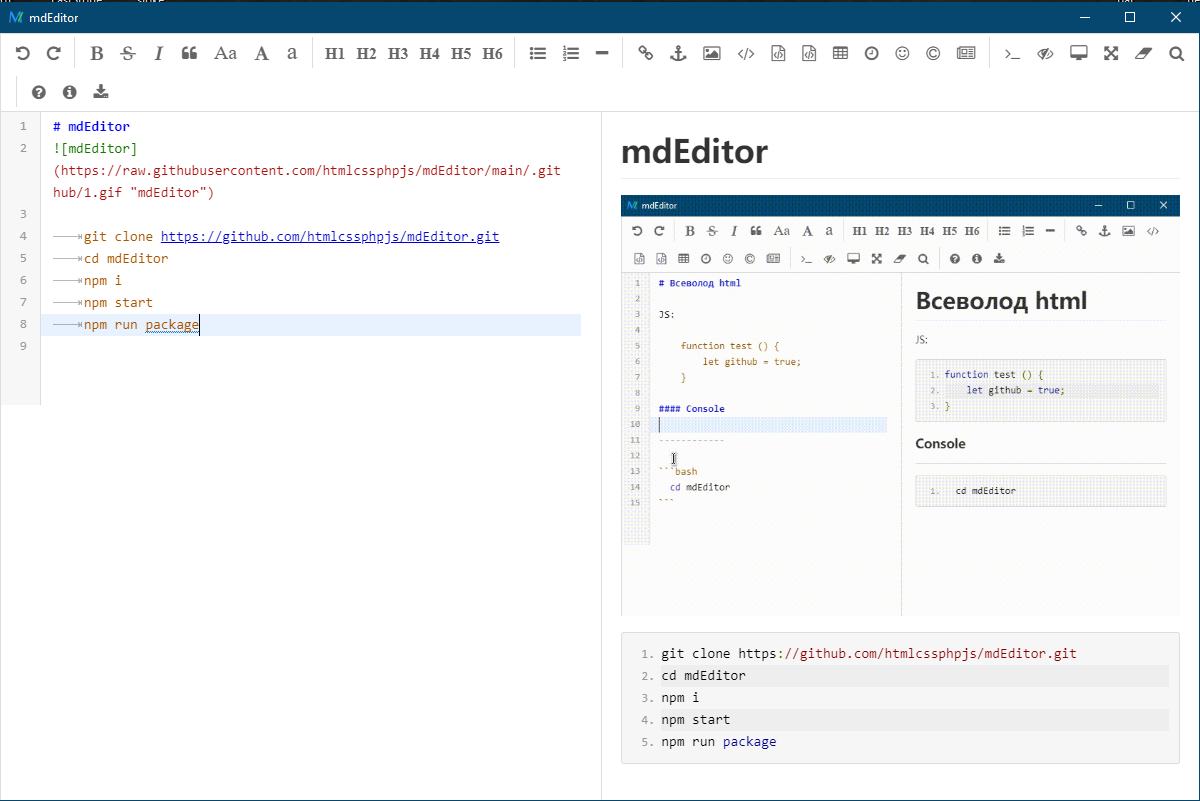 mdEditor
B S I Aa A a H1 H2 H3 H4 H5 H6
1 # mdEditor
2 ![mdEditor]
(https://raw.githubusercontent.com/htmlcssphpjs/mdEditor/main/.git
hub/1.gif "mdEditor")
3
4 git clone https://github.com/htmlcssphpjs/mdEditor.git
5 cd mdEditor
6 npm i
7 npm start
8 npm run package
9
mdEditor
mdEditor
B S I Aa A a H1 H2 H3 H4 H5 H6
1 # Всеволод html
2
3 JS:
4
5 function test () {
6 let github = true;
7 }
8
9 #### Console
10
11 ------------
12
13 ```bash
14 cd mdEditor
15 ```
Всеволод html
JS:
1. function test () {
2. let github = true;
3. }
Console
1. cd mdEditor
1. git clone https://github.com/htmlcssphpjs/mdEditor.git
2. cd mdEditor
3. npm i
4. npm start
5. npm run package